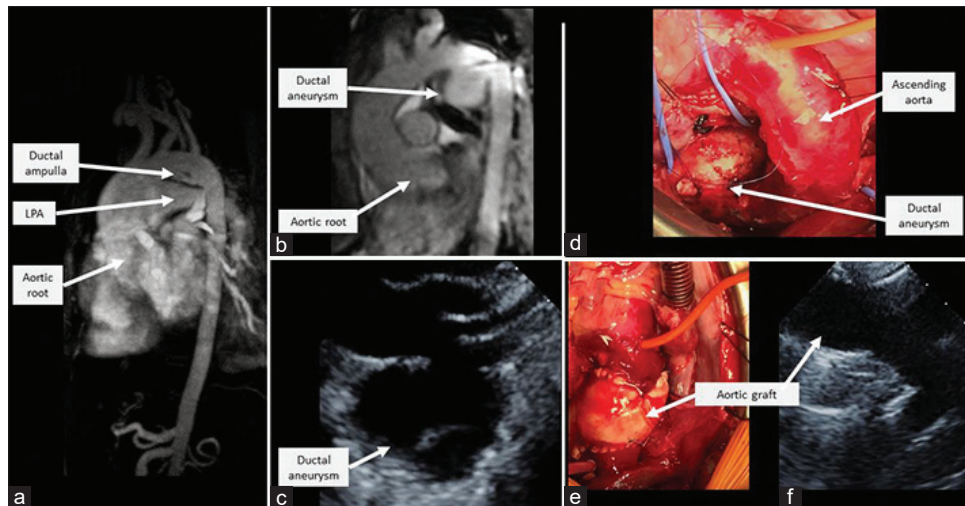 Ductal
ampulla
LPA
Aortic
root
a
Ductal
aneurysm
Aortic root
b
Ductal
aneurysm
c
Ascending
aorta
Ductal
aneurysm
d
Aortic graft
e
f